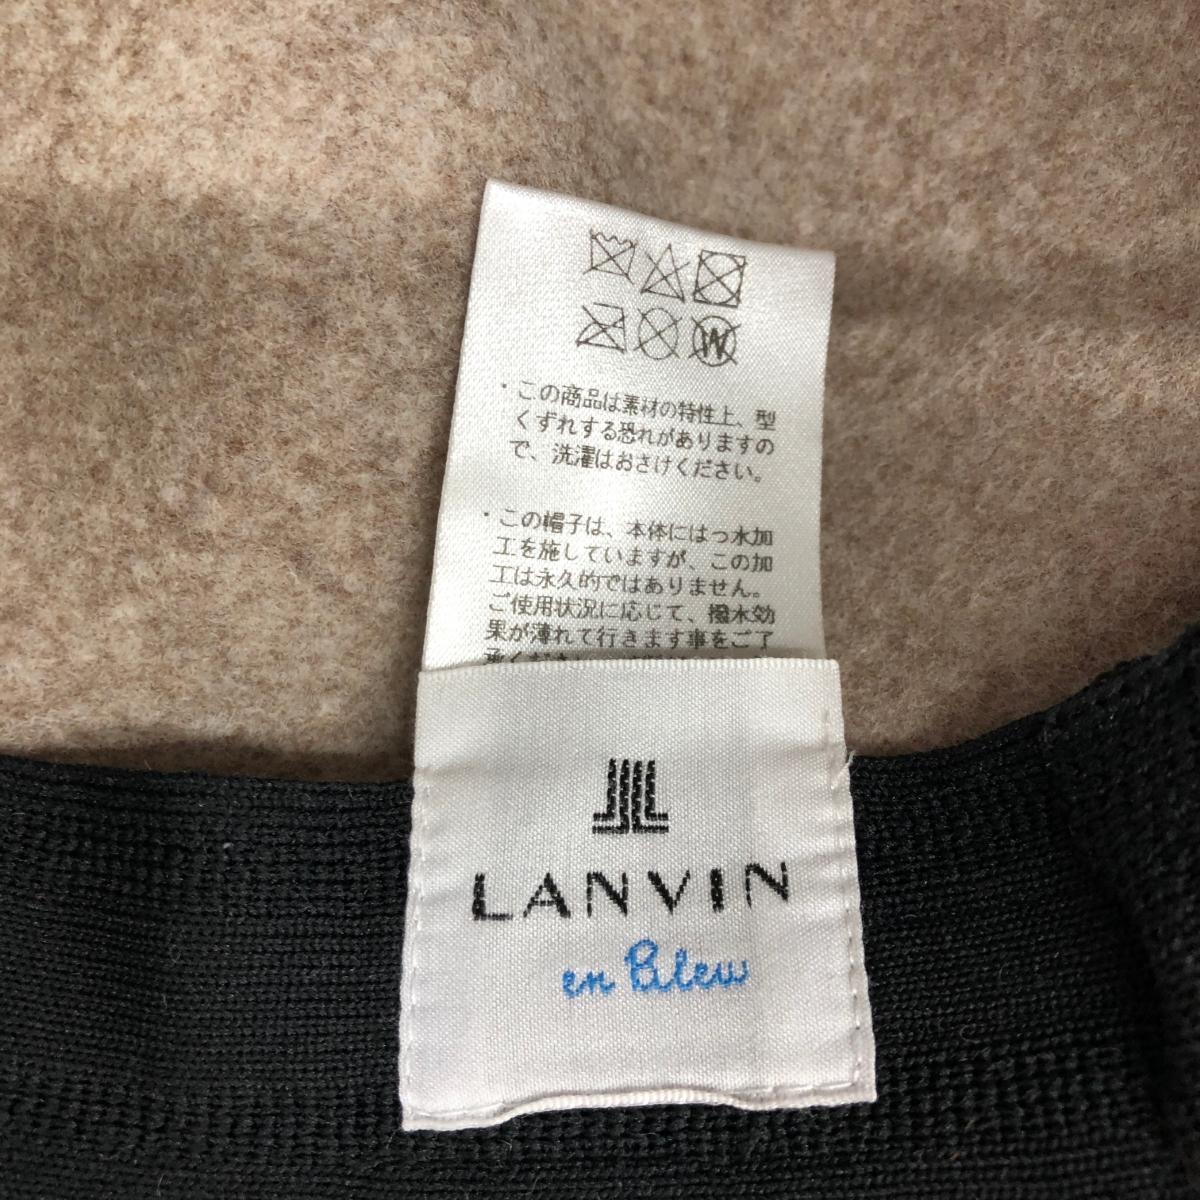 ・この商品は素材の特性上、型
くずれする恐れがありますの
で、洗濯はおさけください。
・この帽子は、本体にはっ水加
工を施していますが、この加
工は永久的ではありません。
ご使用状況に応じて、撥水効
果が薄れて行きます事をご了
承くださ
LANVIN
en Bleu